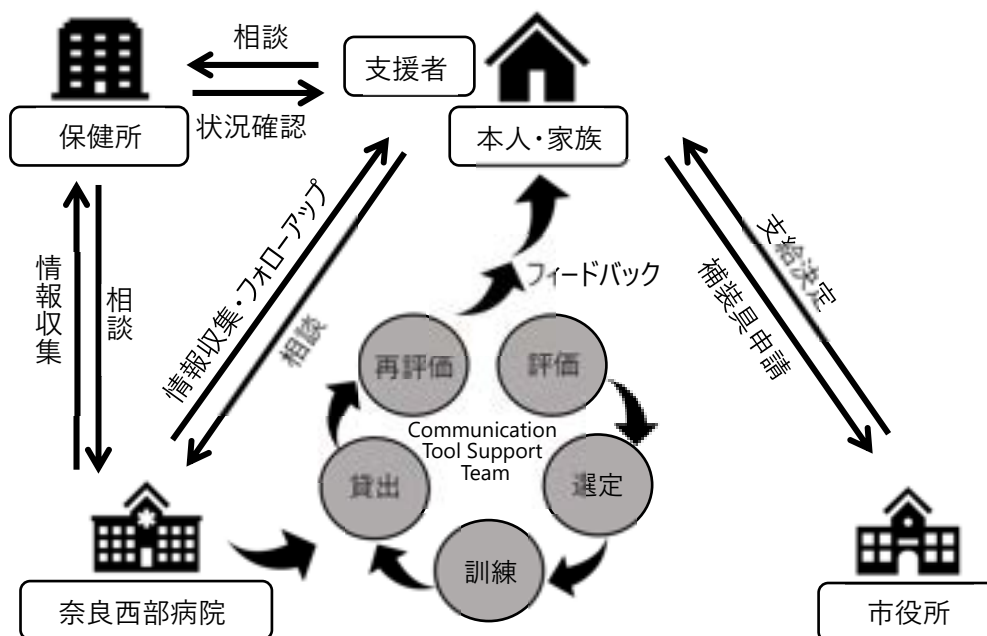 相談
支援者
保健所
状況確認
本人・家族
情報収集
相談
情報収集・フォローアップ
相談
フィードバック
支給決定
補装具申請
再評価
評価
Communication
Tool Support
Team
貸出
選定
訓練
奈良西部病院
市役所